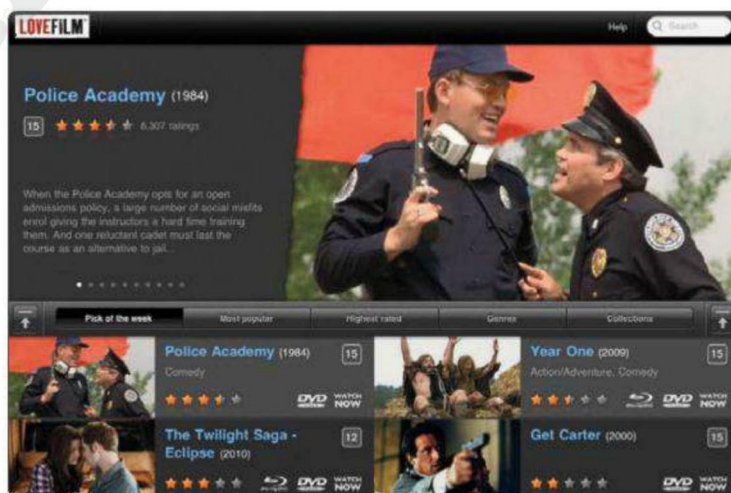 LOVEFiLM
Help
Search
Police Academy (1984)
15 8,307 ratings
When the Police Academy opts for an open
admissions policy, a large number of social misfits
enrol giving the instructors a hard time training
them. And one reluctant cadet must last the
course as an alternative to jail...
Pick of the week Most popular Highest rated Genres Collections
Police Academy (1984) 15
Comedy
DVD WATCH NOW
Year One (2009) 15
Action/Adventure, Comedy
DVD WATCH NOW
The Twilight Saga -
Eclipse (2010) 12
DVD WATCH NOW
Get Carter (2000) 15
DVD WATCH NOW